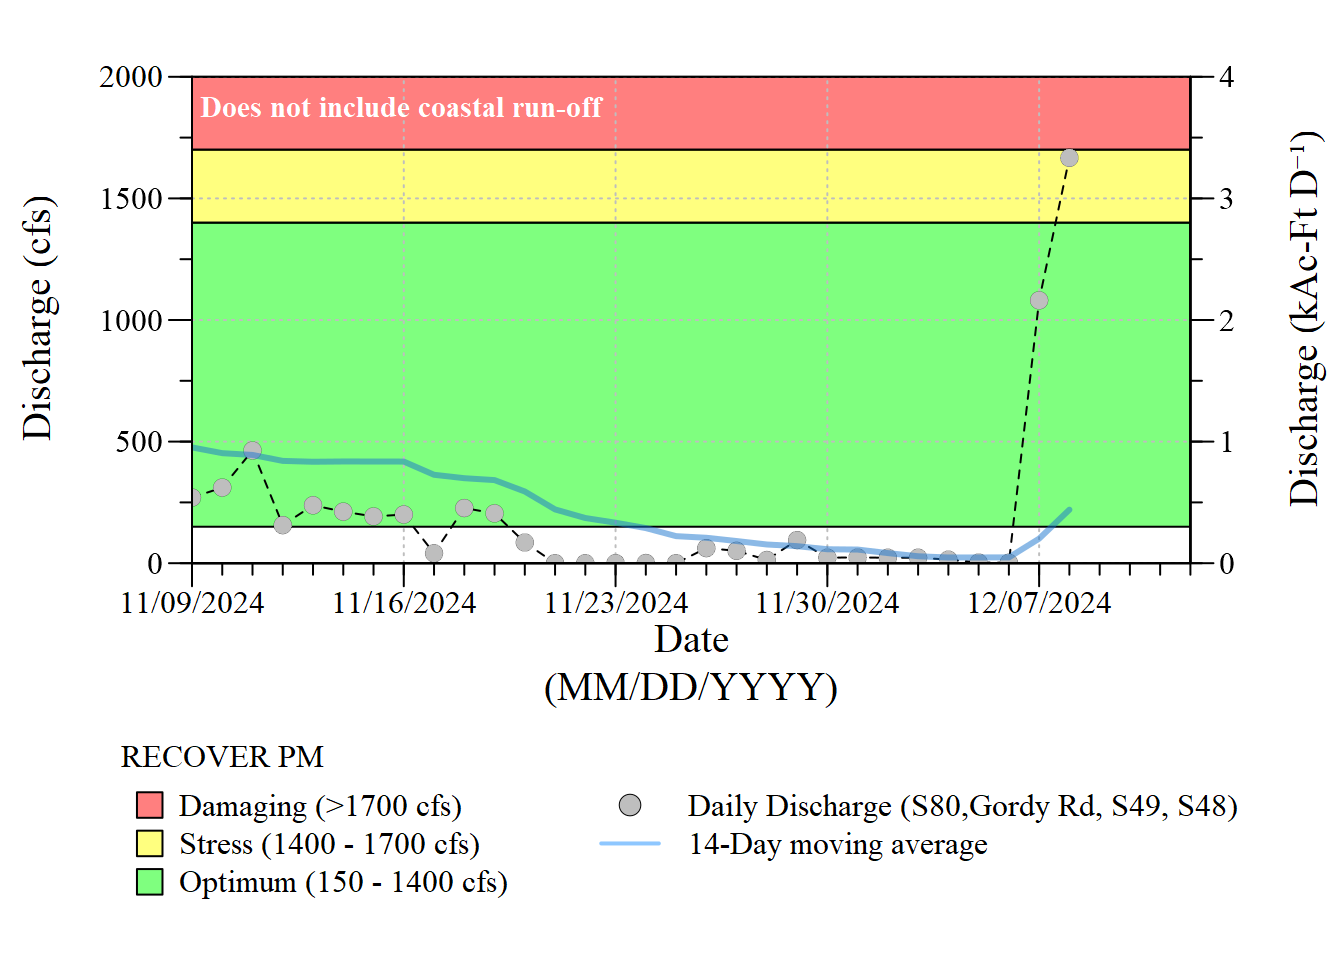 Does not include coastal run-off
2000
1500
1000
500
0
4
3
2
1
0
Discharge (cfs)
Discharge (kAc-Ft D⁻¹)
11/09/2024 11/16/2024 11/23/2024 11/30/2024 12/07/2024
Date
(MM/DD/YYYY)
RECOVER PM
Damaging (>1700 cfs)
Stress (1400 - 1700 cfs)
Optimum (150 - 1400 cfs)
Daily Discharge (S80,Gordy Rd, S49, S48)
14-Day moving average